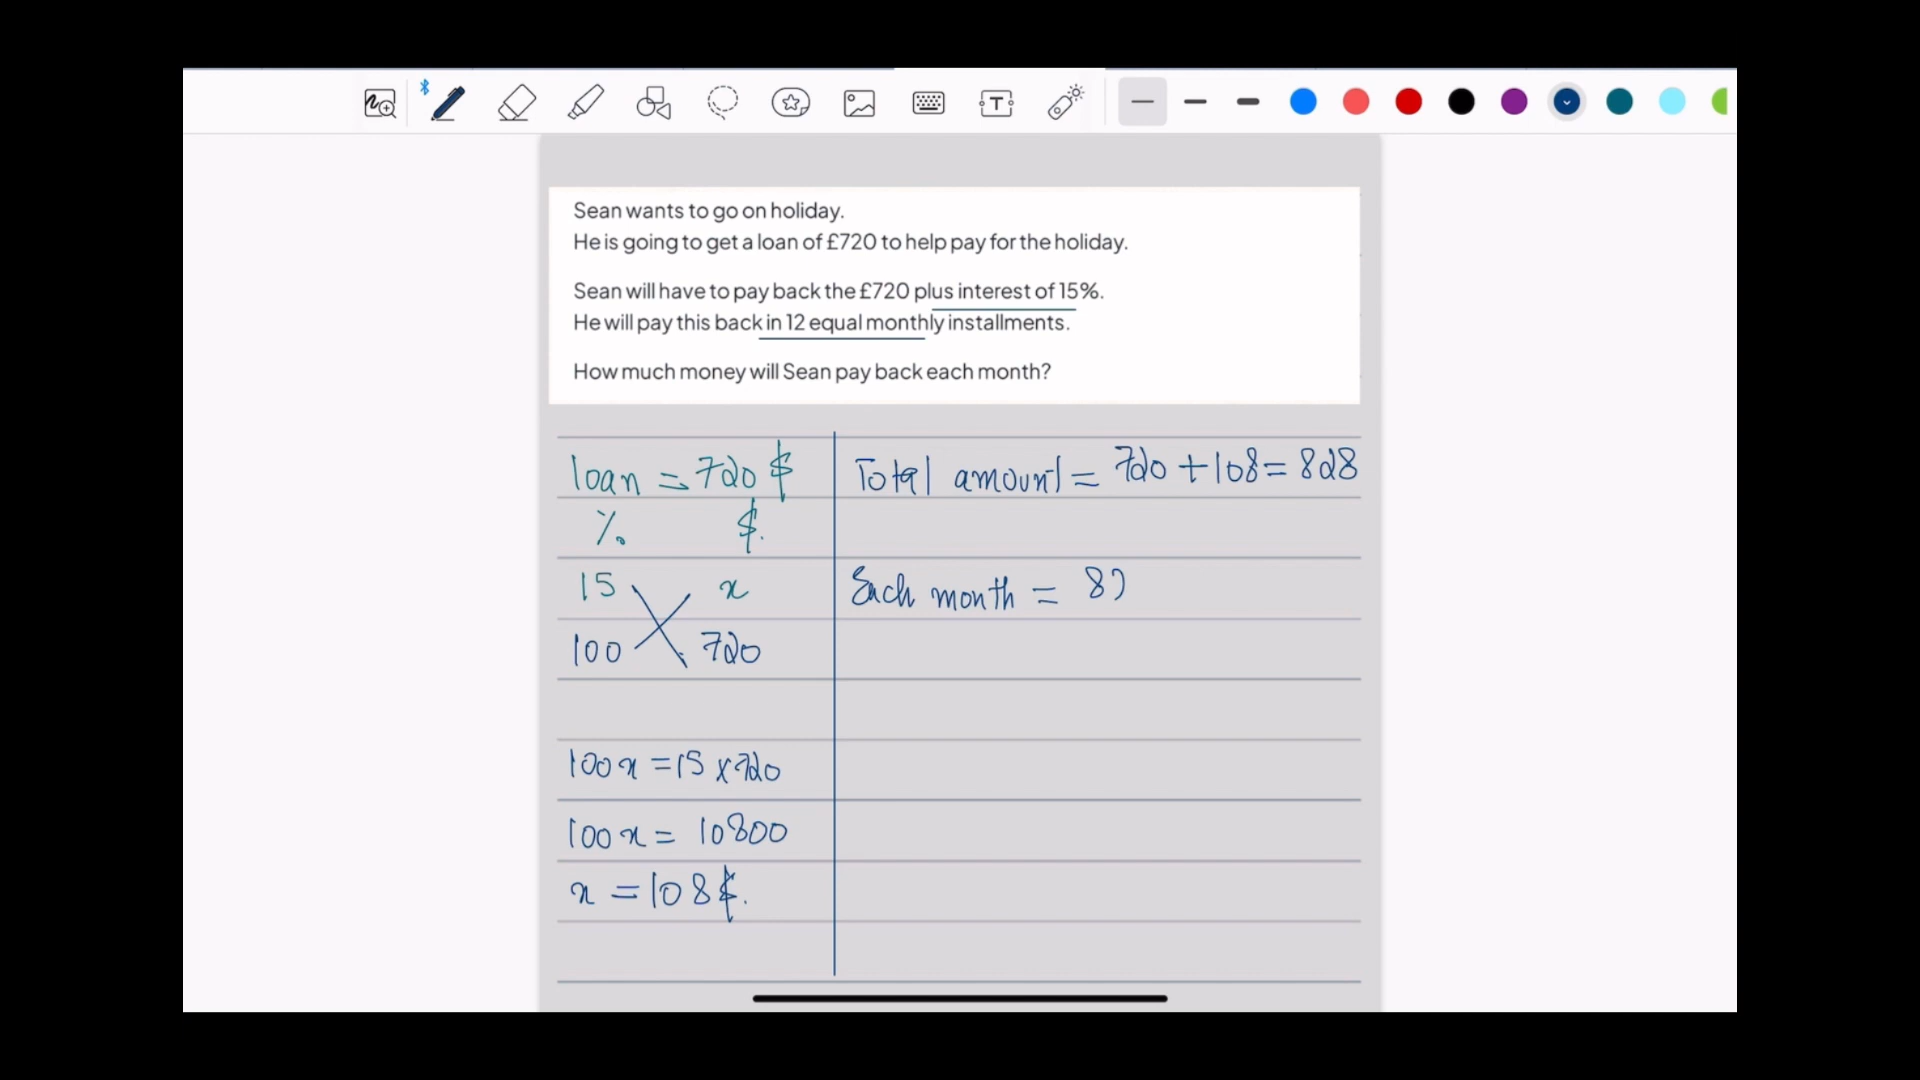 Sean wants to go on holiday.
He is going to get a loan of £720 to help pay for the holiday.
Sean will have to pay back the £720 plus interest of 15%.
He will pay this back in 12 equal monthly installments.
How much money will Sean pay back each month?
loan = 720 $
% $.
15 x
100 720
100x = 15 x 720
100x = 10800
x = 108 $.
Total amount = 720 + 108 = 828
Each month = 8